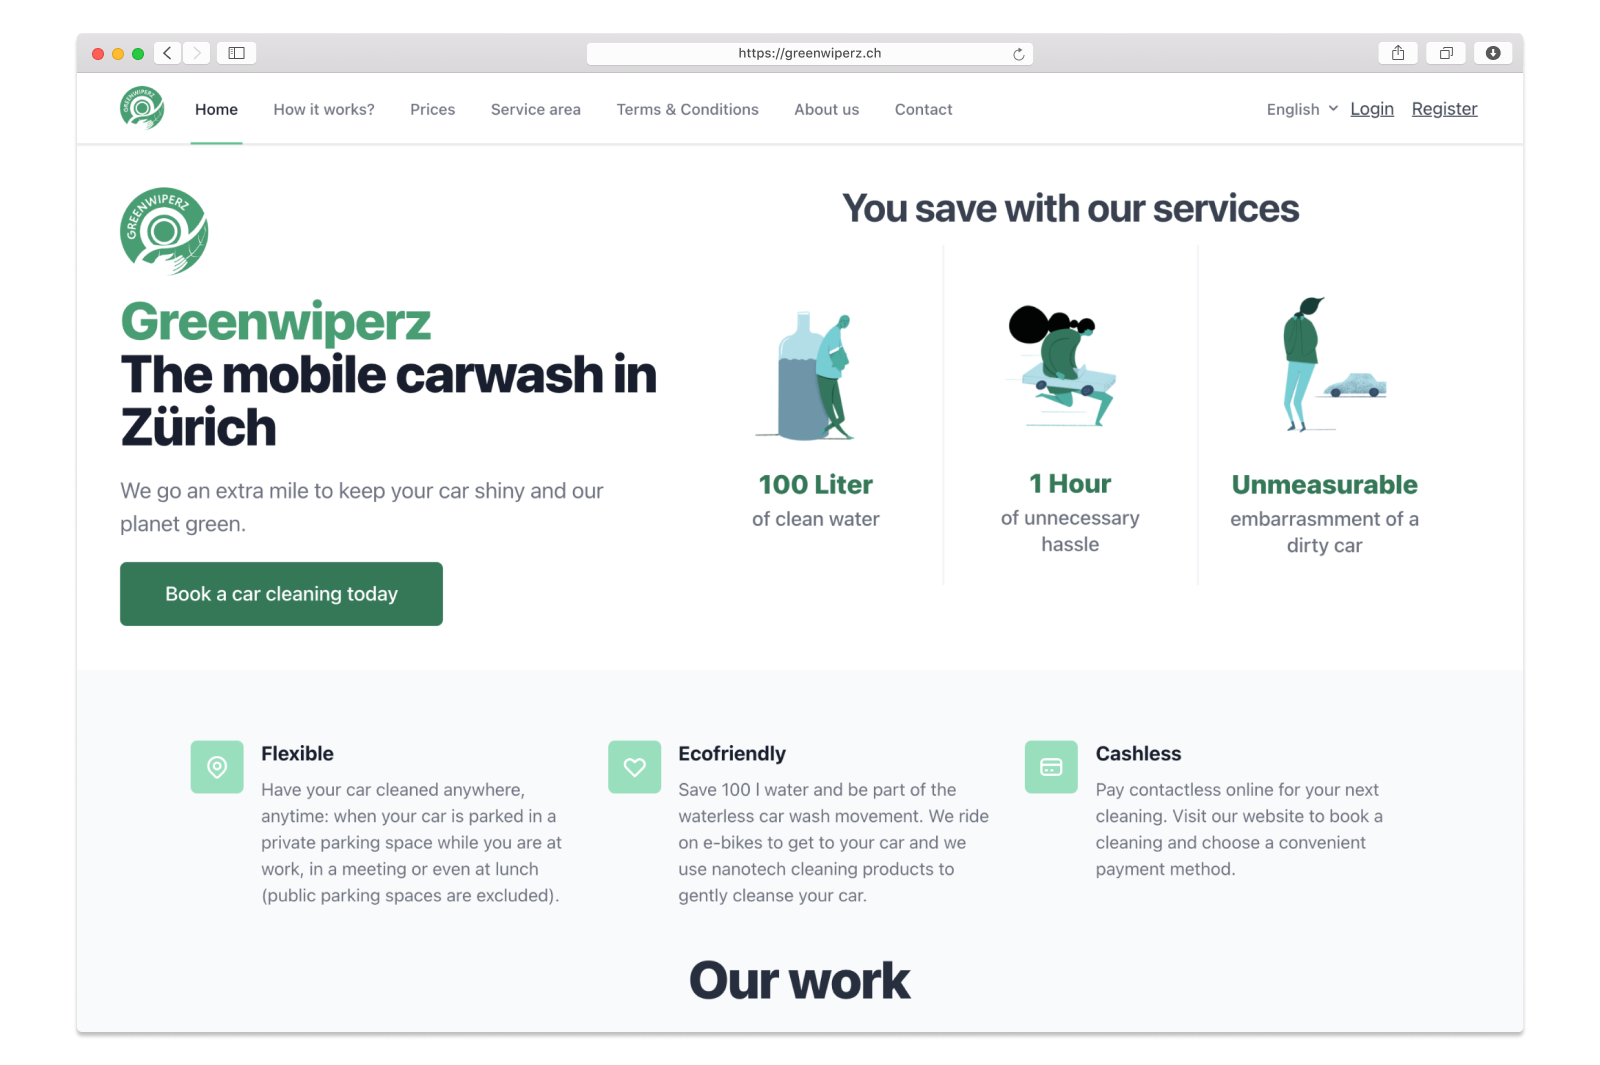 https://greenwiperz.ch
GREENWIPERZ
Home
How it works?
Prices
Service area
Terms & Conditions
About us
Contact
English
Login
Register
GREENWIPERZ
Greenwiperz
The mobile carwash in
Zürich
We go an extra mile to keep your car shiny and our
planet green.
Book a car cleaning today
You save with our services
100 Liter
of clean water
1 Hour
of unnecessary
hassle
Unmeasurable
embarrasmment of a
dirty car
Flexible
Have your car cleaned anywhere,
anytime: when your car is parked in a
private parking space while you are at
work, in a meeting or even at lunch
(public parking spaces are excluded).
Ecofriendly
Save 100 l water and be part of the
waterless car wash movement. We ride
on e-bikes to get to your car and we
use nanotech cleaning products to
gently cleanse your car.
Cashless
Pay contactless online for your next
cleaning. Visit our website to book a
cleaning and choose a convenient
payment method.
Our work